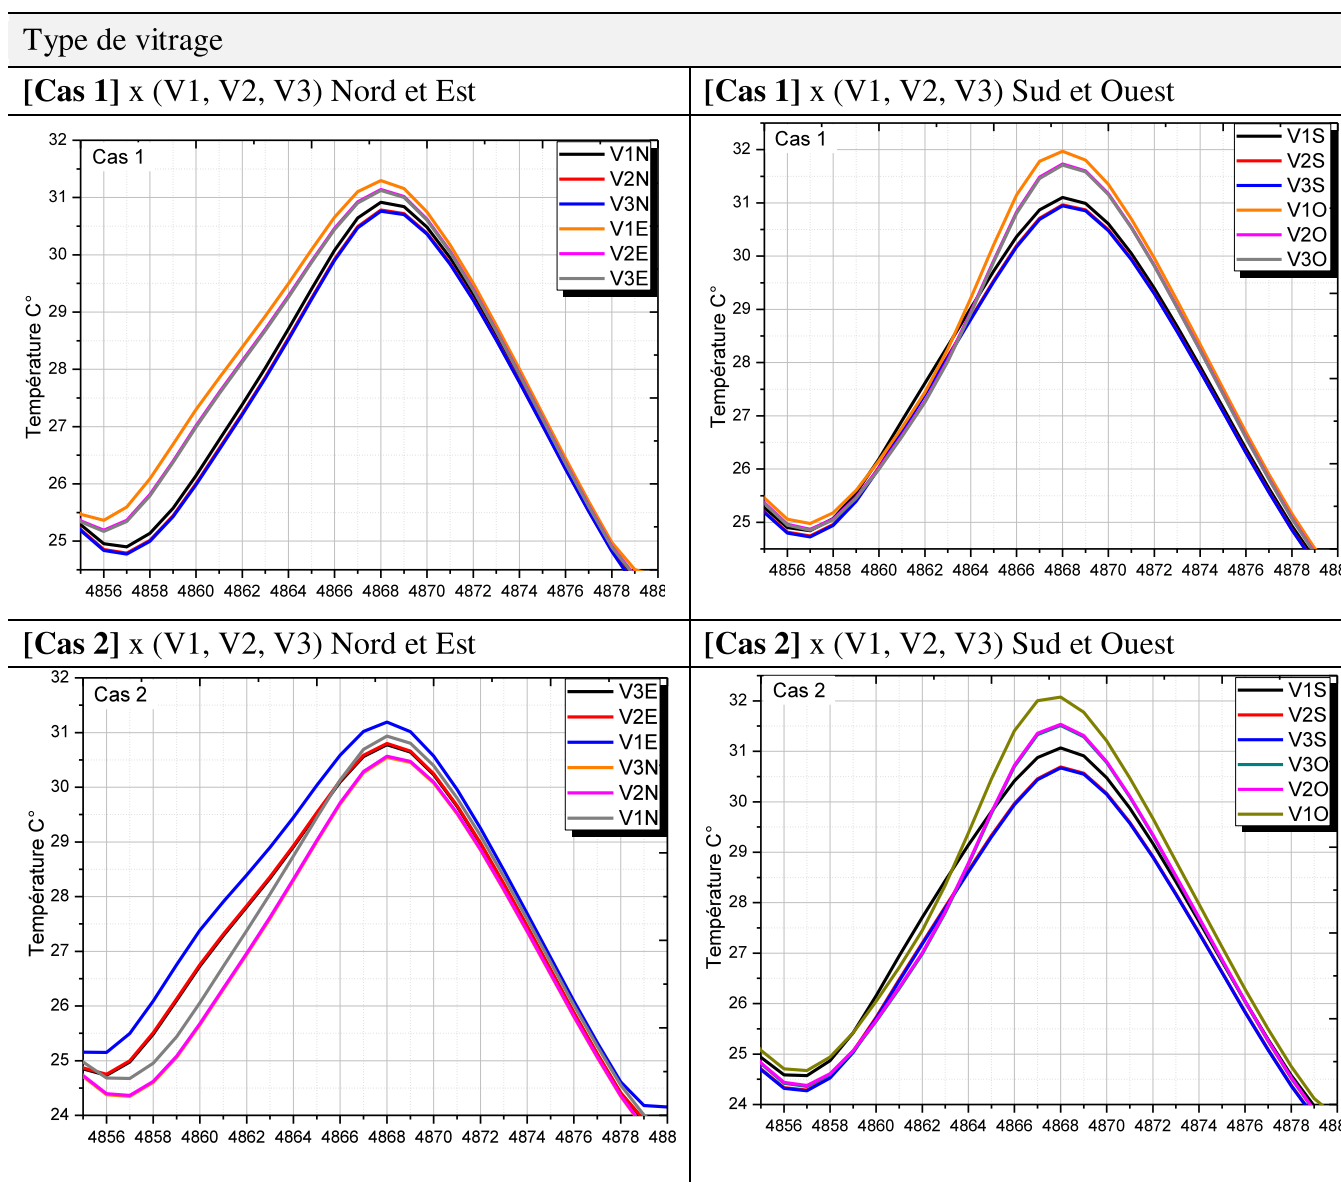 Type de vitrage
[Cas 1] x (V1, V2, V3) Nord et Est
[Cas 1] x (V1, V2, V3) Sud et Ouest
Cas 1
V1N
V2N
V3N
V1E
V2E
V3E
32
31
30
29
28
27
26
25
Température C°
4856 4858 4860 4862 4864 4866 4868 4870 4872 4874 4876 4878 488
Cas 1
V1S
V2S
V3S
V1O
V2O
V3O
32
31
30
29
28
27
26
25
Température C°
4856 4858 4860 4862 4864 4866 4868 4870 4872 4874 4876 4878 488
[Cas 2] x (V1, V2, V3) Nord et Est
[Cas 2] x (V1, V2, V3) Sud et Ouest
Cas 2
V3E
V2E
V1E
V3N
V2N
V1N
32
31
30
29
28
27
26
25
24
Température C°
4856 4858 4860 4862 4864 4866 4868 4870 4872 4874 4876 4878 488
Cas 2
V1S
V2S
V3S
V3O
V2O
V1O
32
31
30
29
28
27
26
25
24
Température C°
4856 4858 4860 4862 4864 4866 4868 4870 4872 4874 4876 4878 488